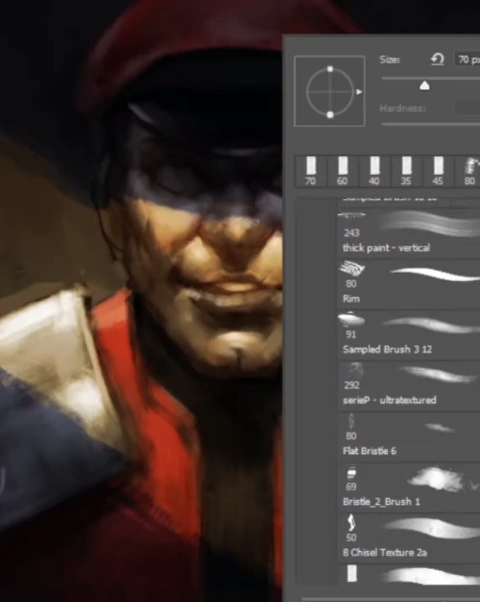 Size:
70 px
Hardness:
70 60 40 35 45 80
243
thick paint - vertical
80
Rim
91
Sampled Brush 3 12
292
serieP - ultratextured
80
Flat Bristle 6
69
Bristle_2_Brush 1
50
8 Chisel Texture 2a